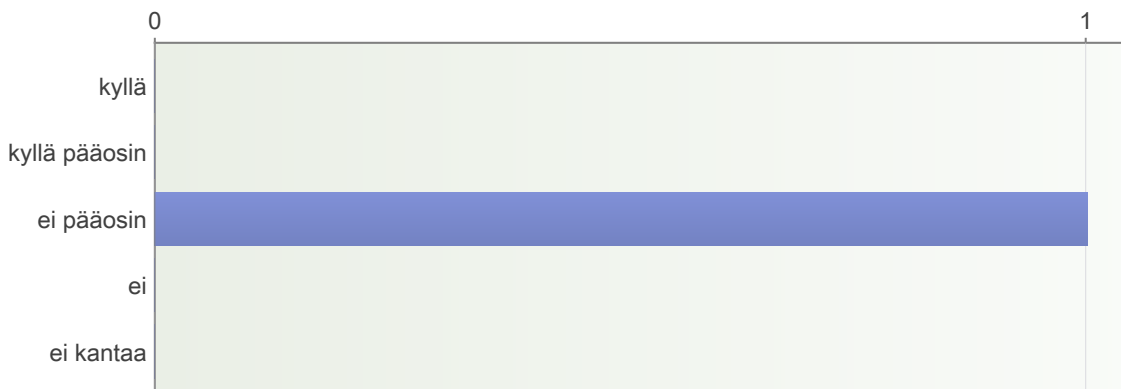 0 1
kyllä
kyllä pääosin
ei pääosin
ei
ei kantaa